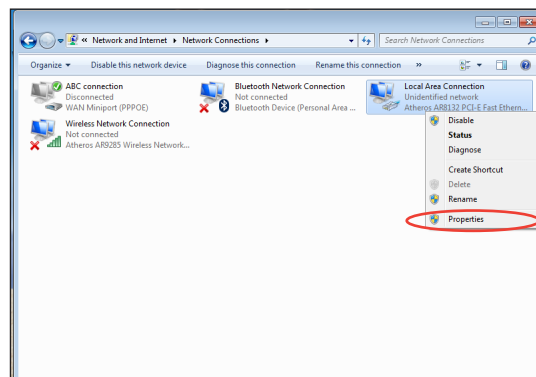 « Network and Internet ▸ Network Connections ▸
Search Network Connections
Organize ▾ Disable this network device Diagnose this connection Rename this connection »
ABC connection
Disconnected
WAN Miniport (PPPOE)
Bluetooth Network Connection
Not connected
Bluetooth Device (Personal Area ...
Local Area Connection
Unidentified network
Atheros AR8132 PCI-E Fast Ethern...
Wireless Network Connection
Not connected
Atheros AR9285 Wireless Network...
Disable
Status
Diagnose
Create Shortcut
Delete
Rename
Properties